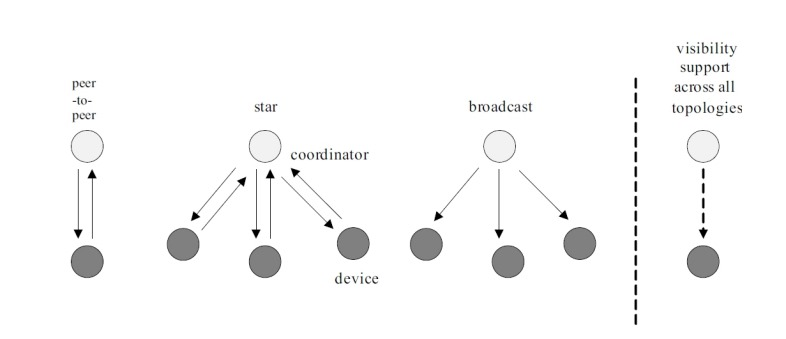 peer
-to-
peer
star
coordinator
device
broadcast
visibility
support
across all
topologies